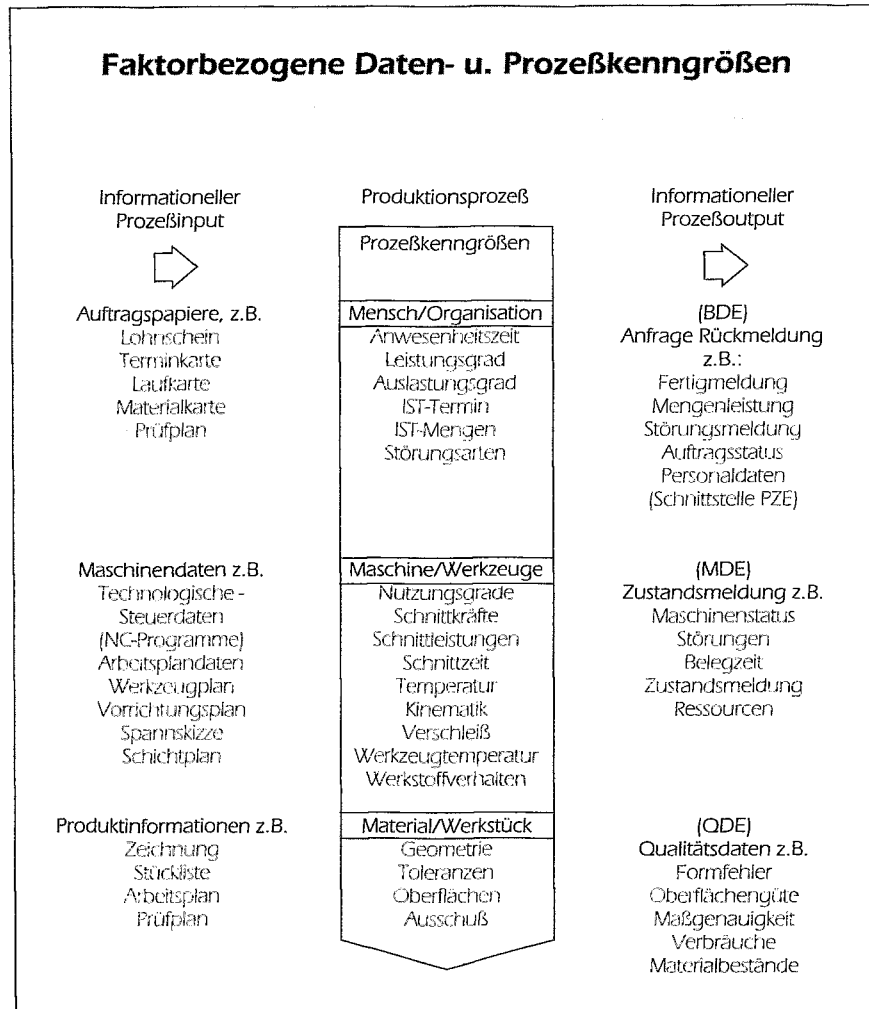 Faktorbezogene Daten- u. Prozeßkenngrößen
Informationeller
Prozeßinput
Auftragspapiere, z.B.
Lohnschein
Terminkarte
Laufkarte
Materialkarte
Prüfplan
Maschinendaten z.B.
Technologische -
Steuerdaten
(NC-Programme)
Arbeitsplandaten
Werkzeugplan
Vorrichtungsplan
Spannskizze
Schichtplan
Produktinformationen z.B.
Zeichnung
Stückliste
Arbeitsplan
Prüfplan
Produktionsprozeß
Prozeßkenngrößen
Mensch/Organisation
Anwesenheitszeit
Leistungsgrad
Auslastungsgrad
IST-Termin
IST-Mengen
Störungsarten
Maschine/Werkzeuge
Nutzungsgrade
Schnittkräfte
Schnittleistungen
Schnittzeit
Temperatur
Kinematik
Verschleiß
Werkzeugtemperatur
Werkstoffverhalten
Material/Werkstück
Geometrie
Toleranzen
Oberflächen
Ausschuß
Informationeller
Prozeßoutput
(BDE)
Anfrage Rückmeldung
z.B.:
Fertigmeldung
Mengenleistung
Störungsmeldung
Auftragsstatus
Personaldaten
(Schnittstelle PZE)
(MDE)
Zustandsmeldung z.B.
Maschinenstatus
Störungen
Belegzeit
Zustandsmeldung
Ressourcen
(QDE)
Qualitätsdaten z.B.
Formfehler
Oberflächengüte
Maßgenauigkeit
Verbräuche
Materialbestände